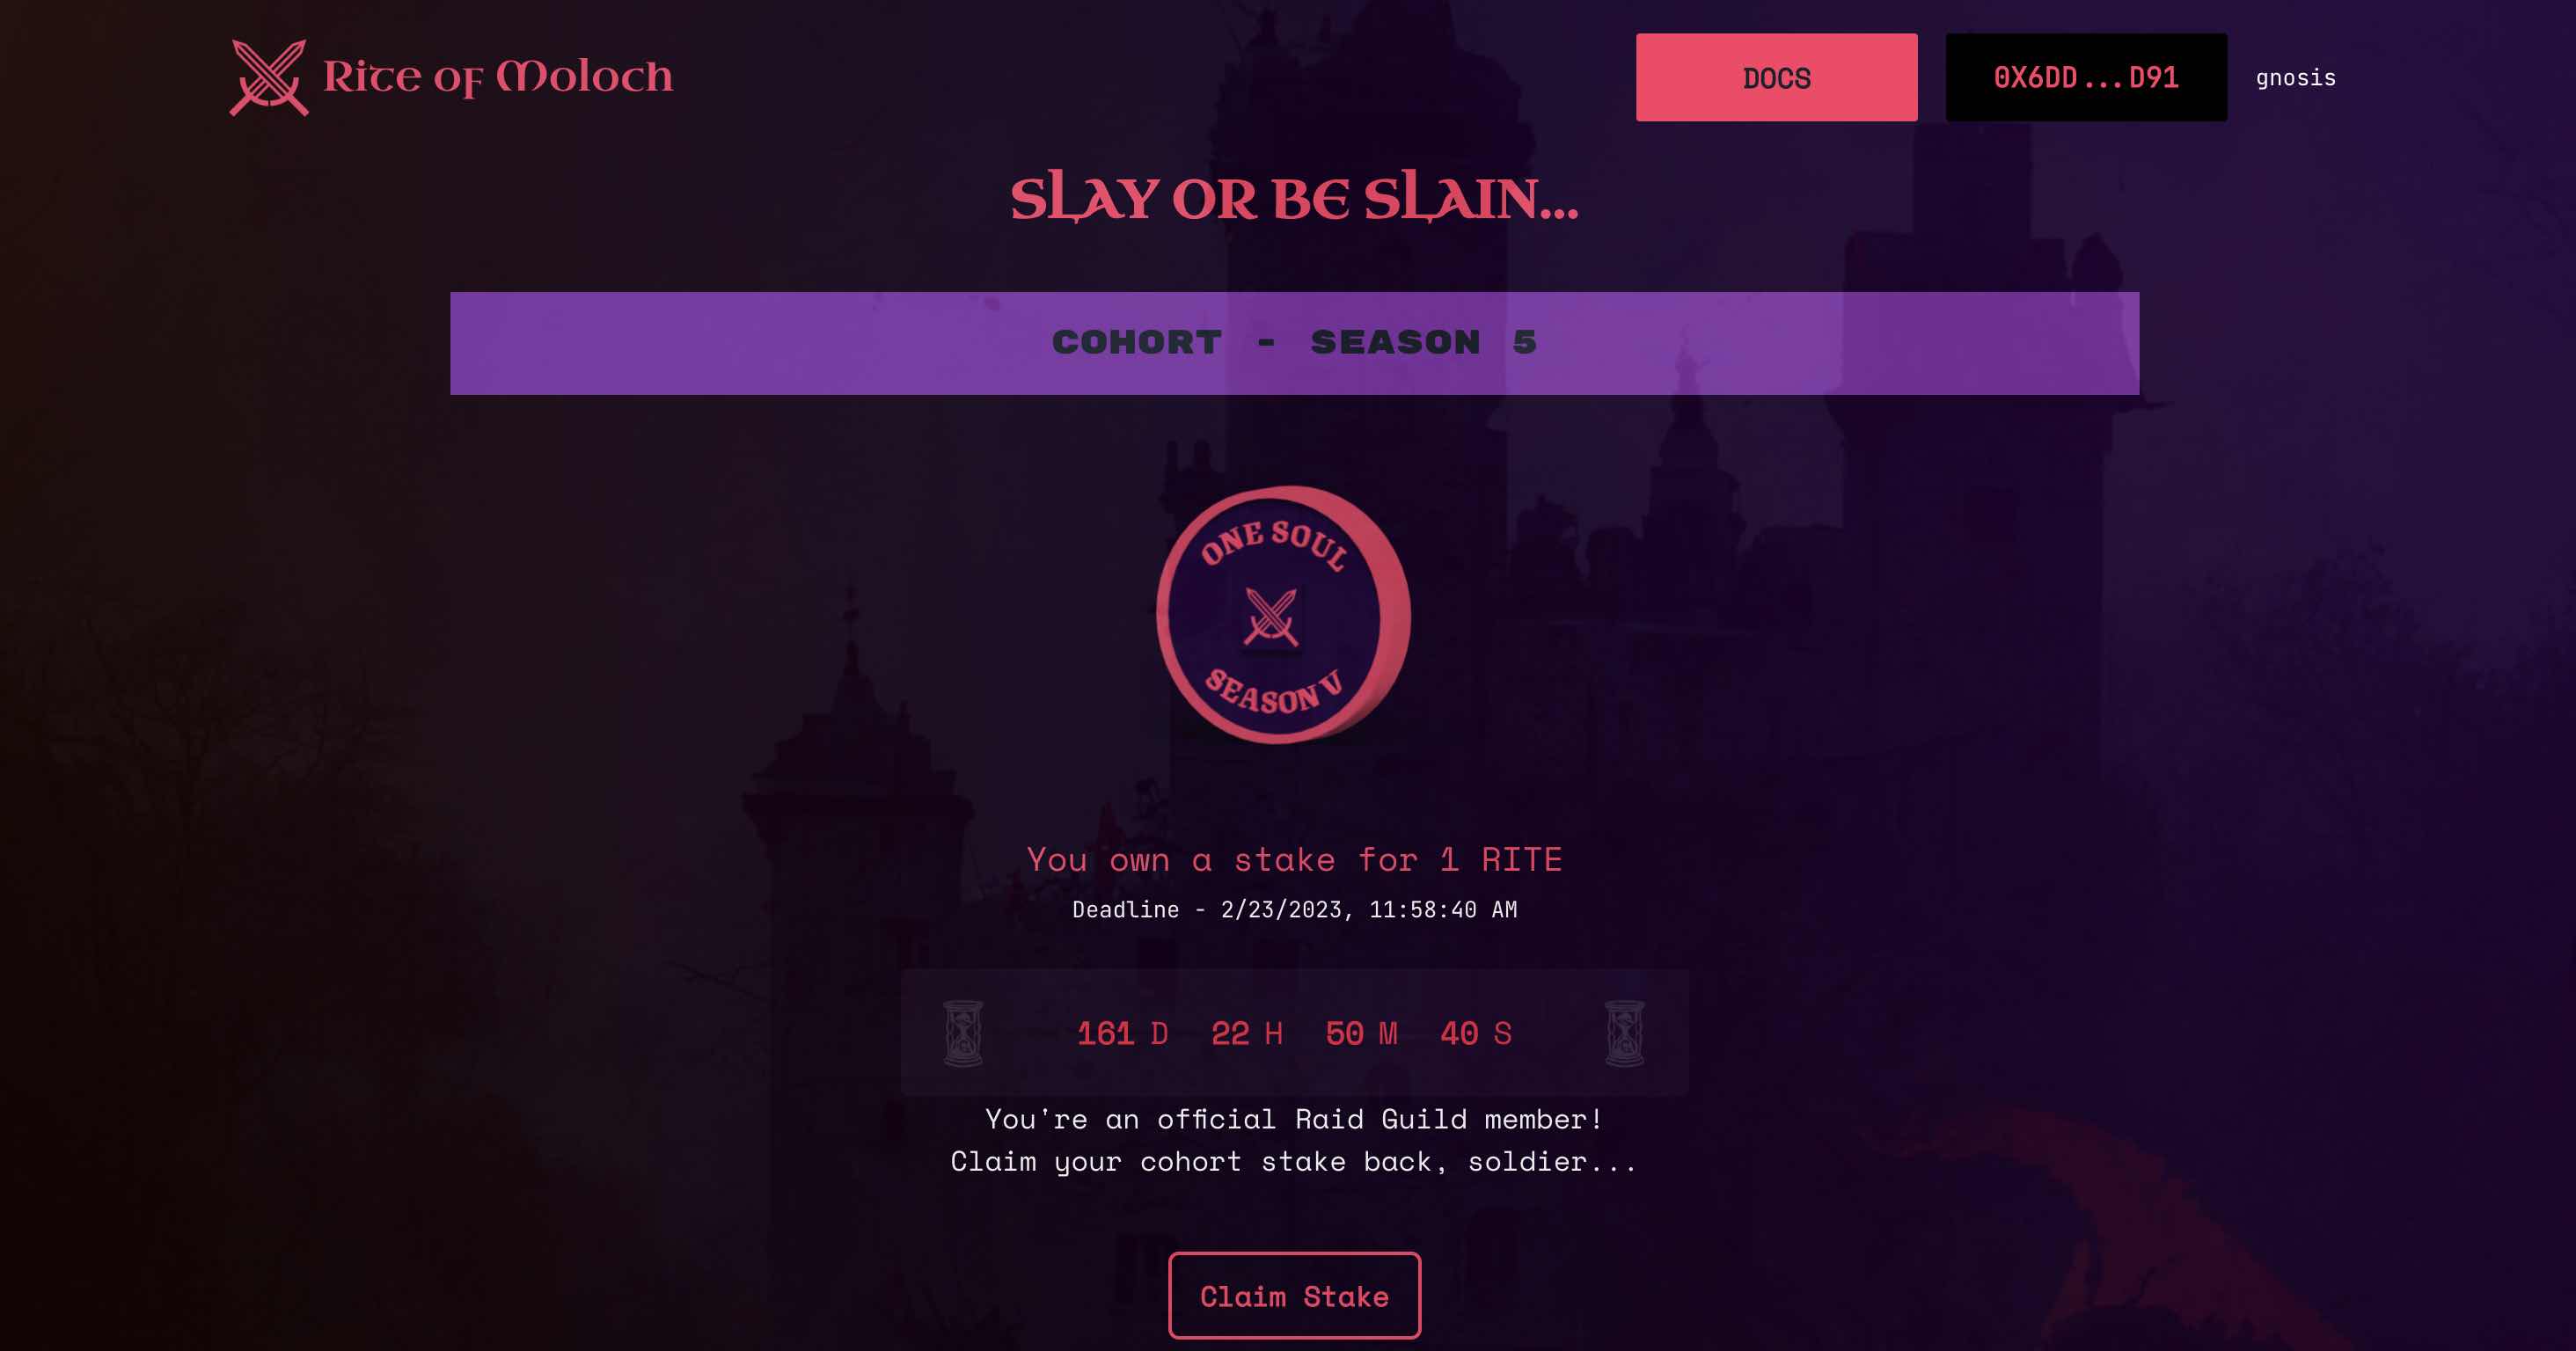 Rite of Moloch
DOCS
0X6DD...D91
gnosis
SLAY OR BE SLAIN...
COHORT - SEASON 5
ONE SOUL
SEASON V
You own a stake for 1 RITE
Deadline - 2/23/2023, 11:58:40 AM
161 D 22 H 50 M 40 S
You're an official Raid Guild member!
Claim your cohort stake back, soldier...
Claim Stake